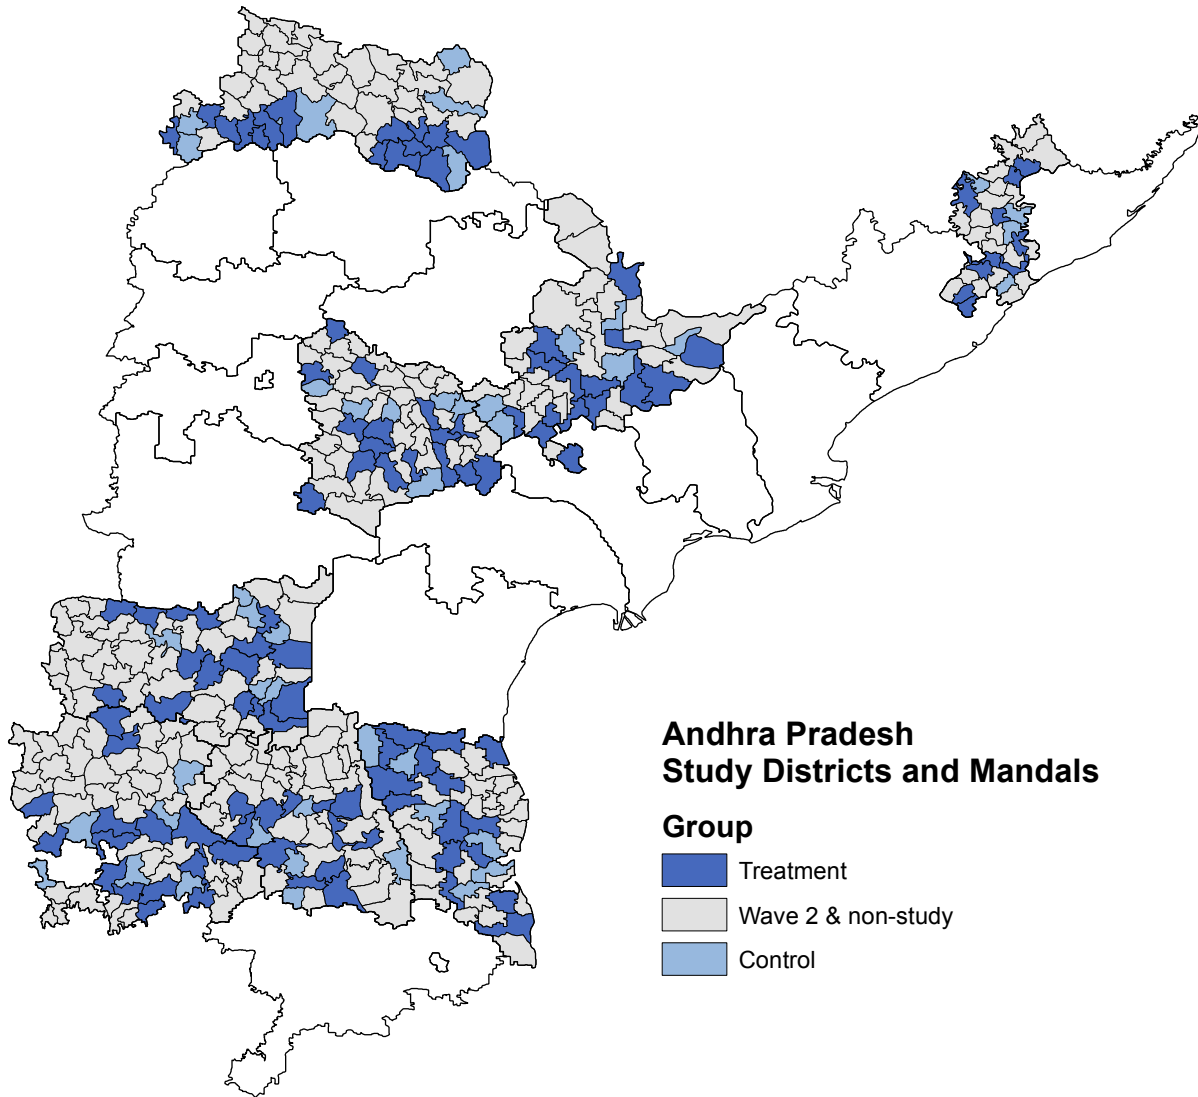 Andhra Pradesh
Study Districts and Mandals
Group
Treatment
Wave 2 & non-study
Control